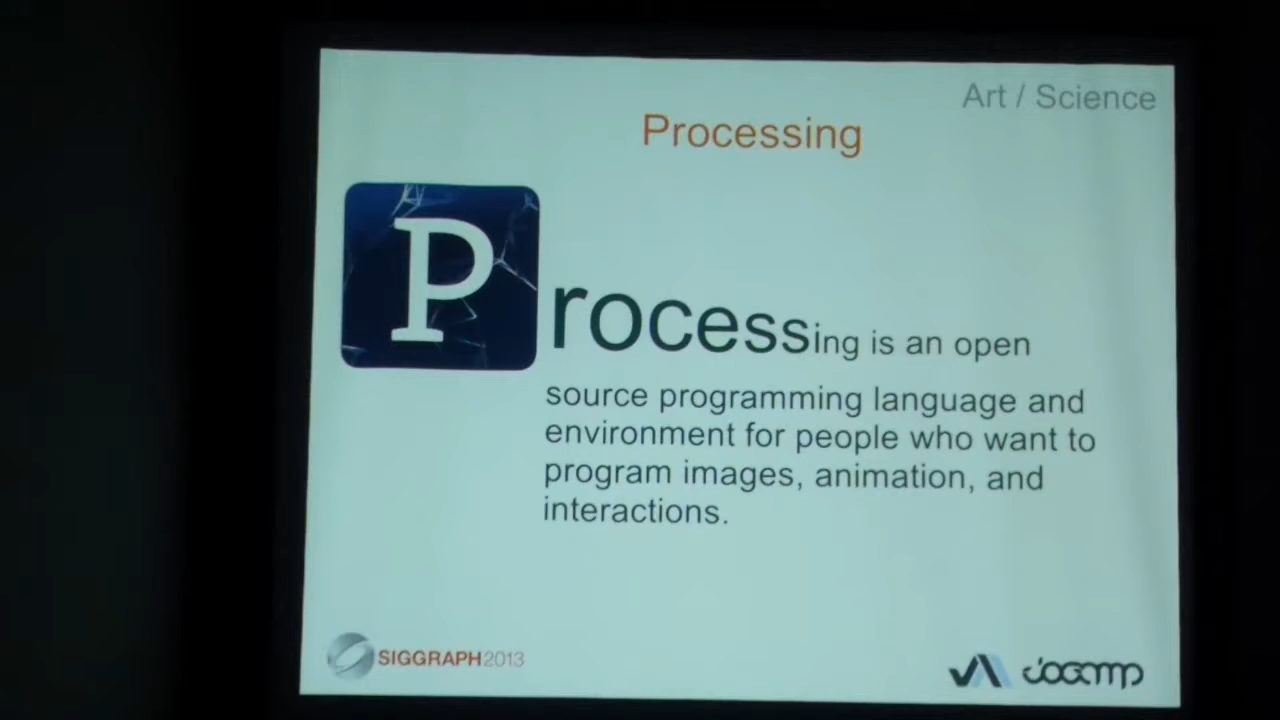 Art / Science
Processing
Processing is an open
source programming language and
environment for people who want to
program images, animation, and
interactions.
SIGGRAPH2013
jogamp